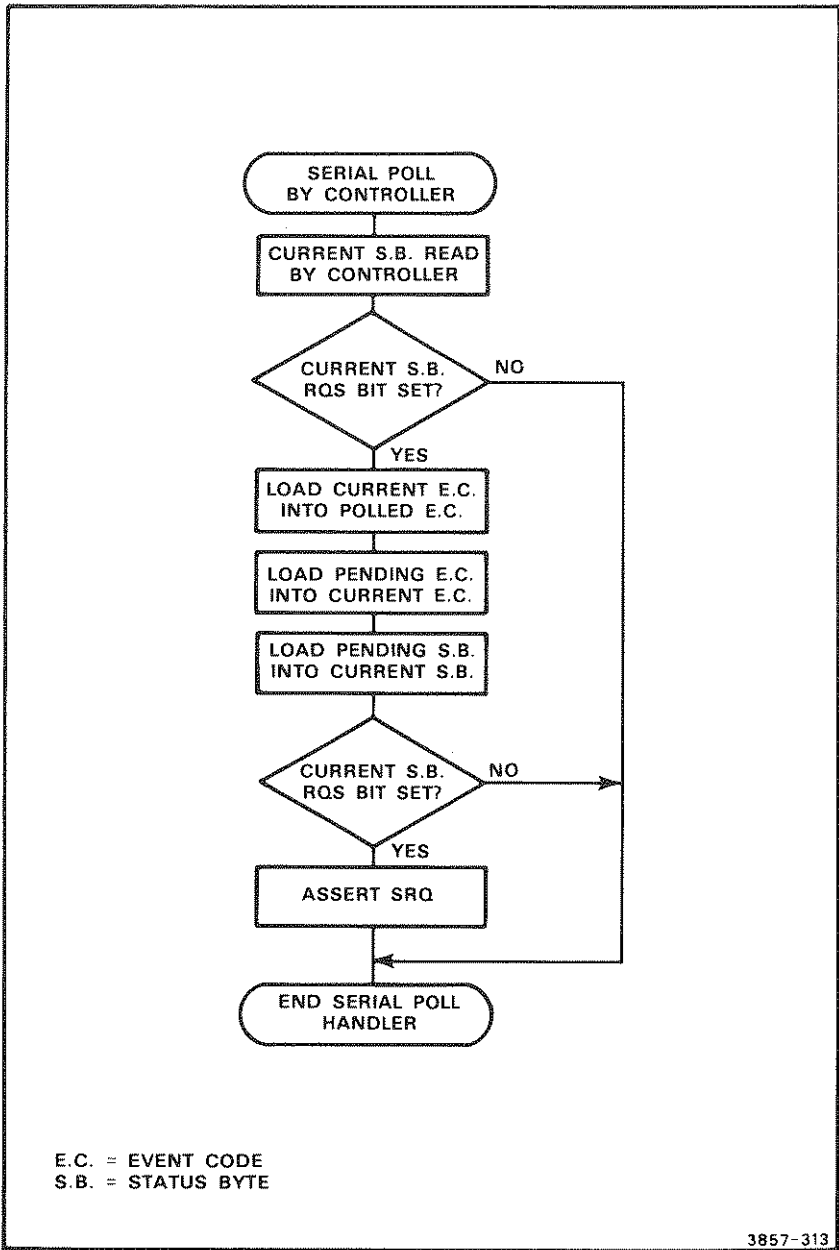 SERIAL POLL
BY CONTROLLER
CURRENT S.B. READ
BY CONTROLLER
CURRENT S.B.
RQS BIT SET?
NO
YES
LOAD CURRENT E.C.
INTO POLLED E.C.
LOAD PENDING E.C.
INTO CURRENT E.C.
LOAD PENDING S.B.
INTO CURRENT S.B.
CURRENT S.B.
RQS BIT SET?
NO
YES
ASSERT SRQ
END SERIAL POLL
HANDLER
E.C. = EVENT CODE
S.B. = STATUS BYTE
3857-313